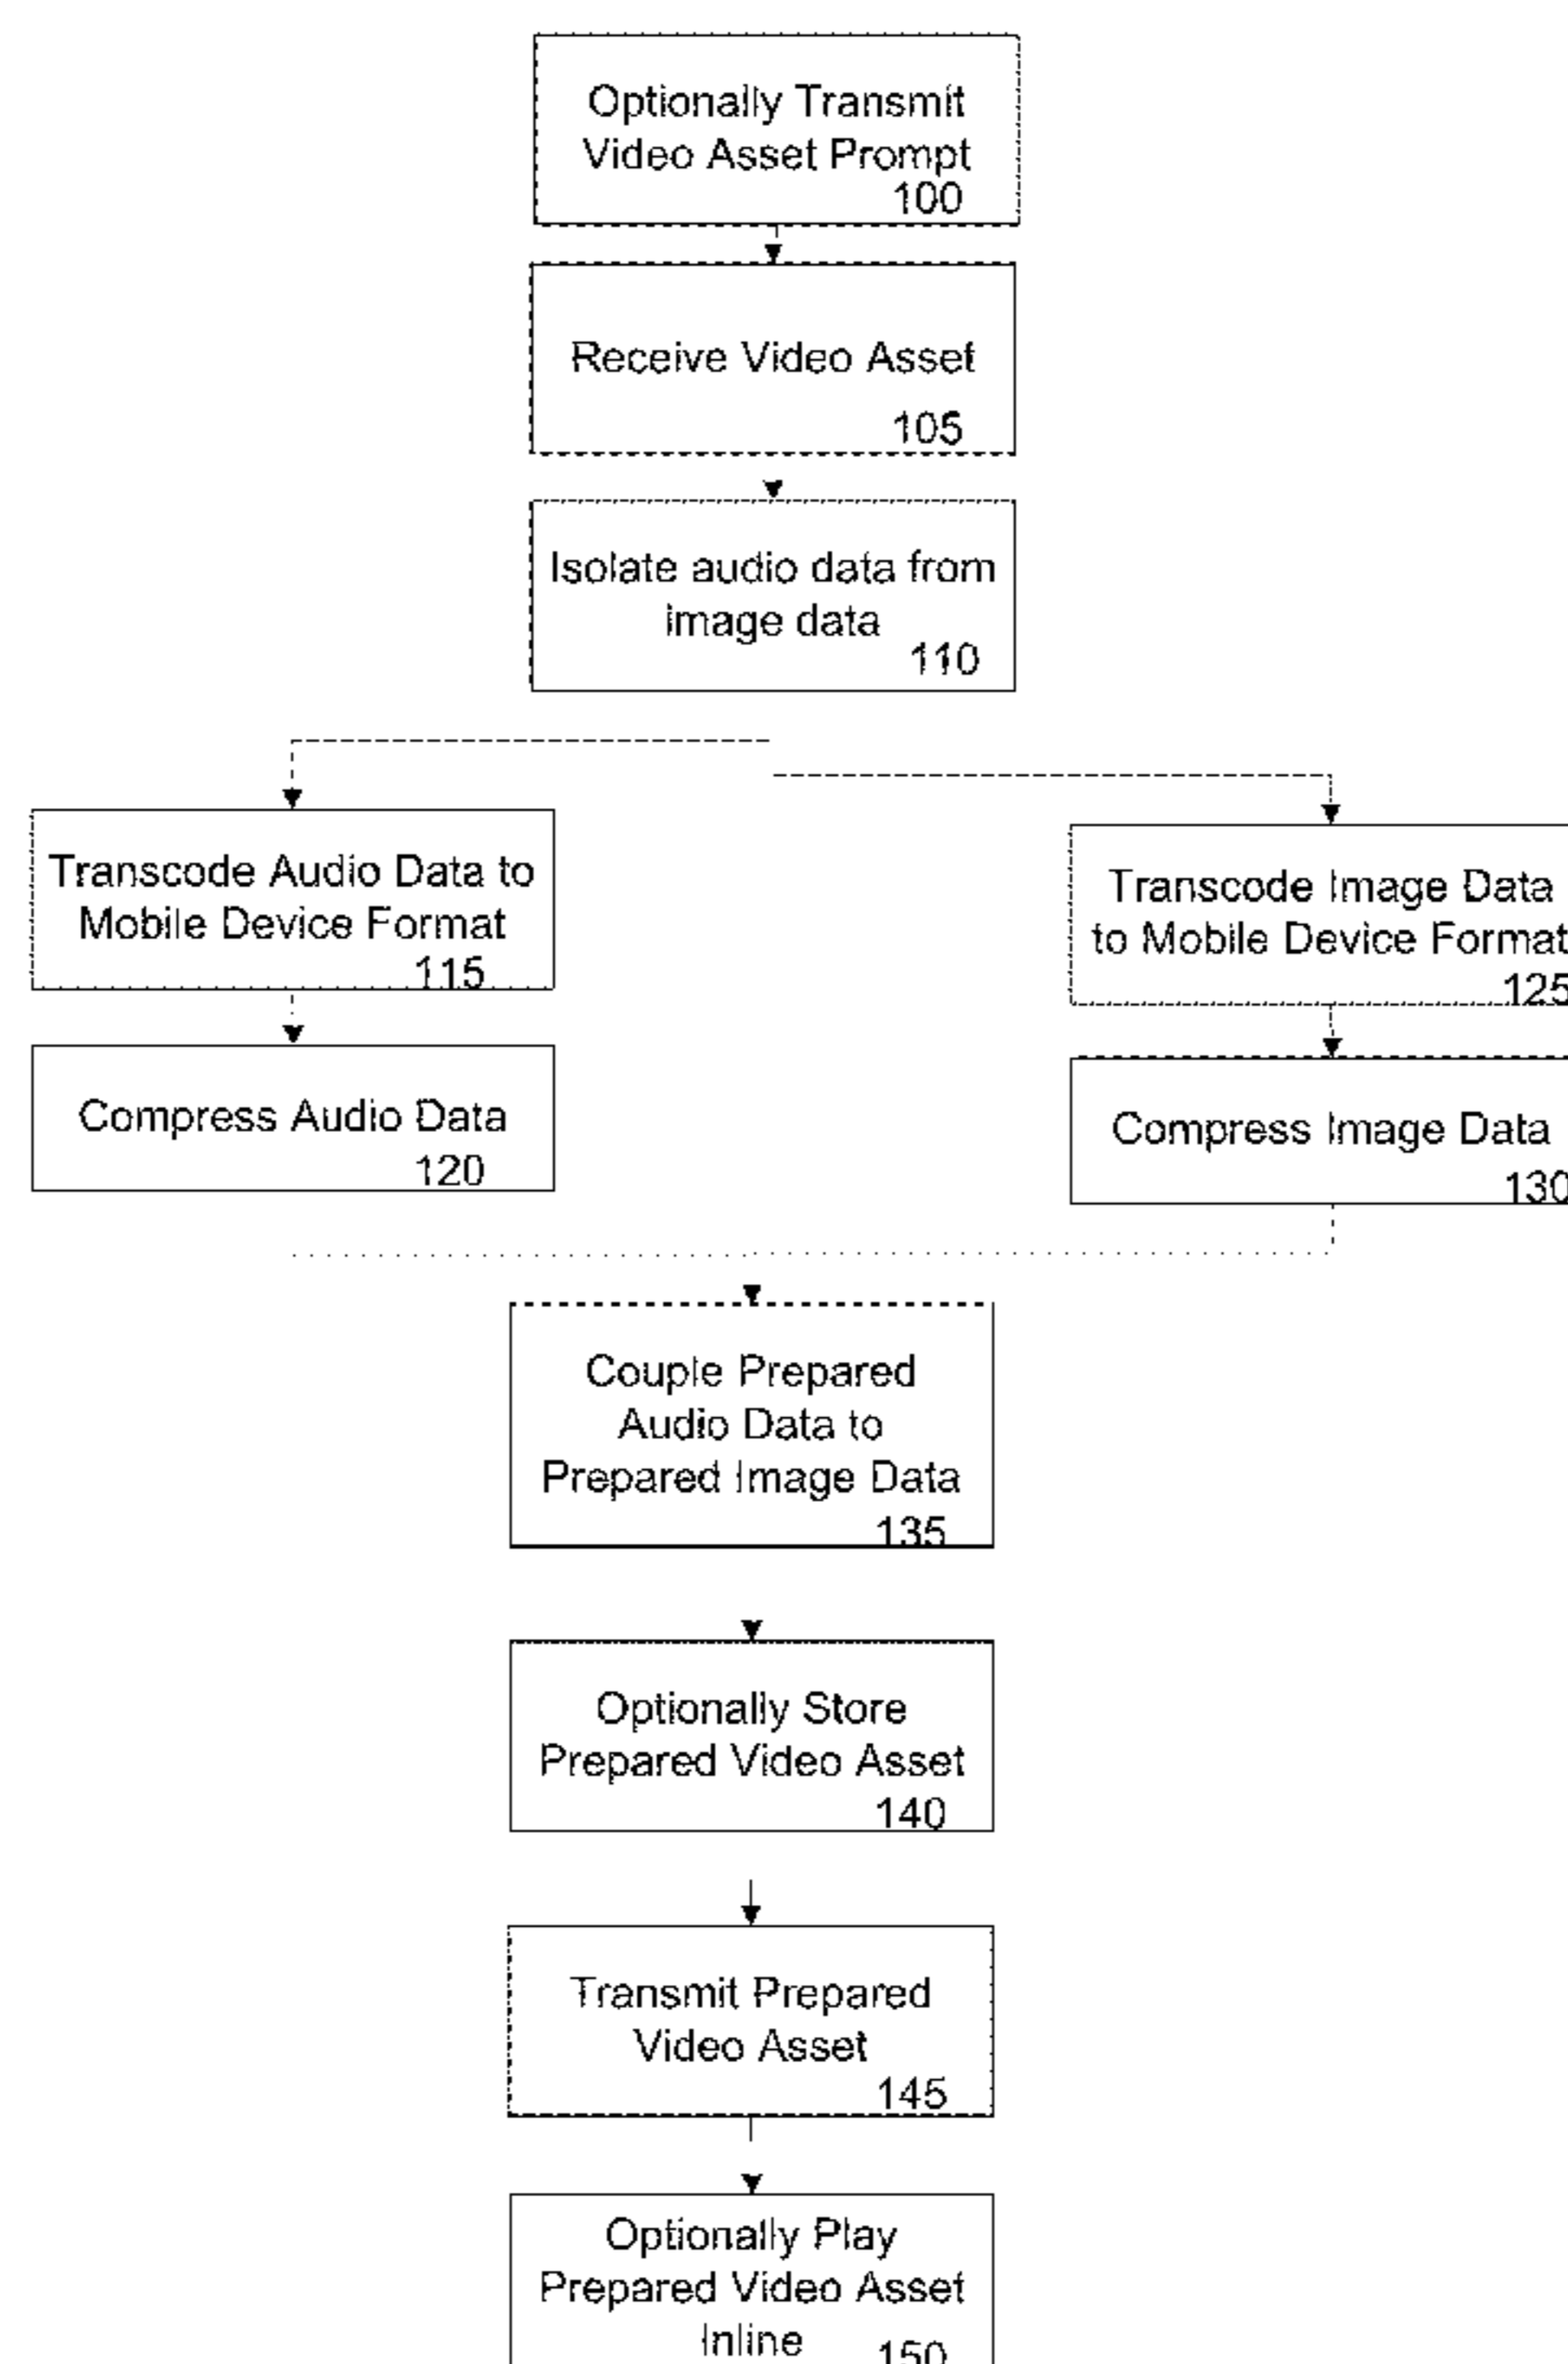 Optionally Transmit
Video Asset Prompt
100
Receive Video Asset
105
Isolate audio data from
image data
110
Transcode Audio Data to
Mobile Device Format
115
Transcode Image Data
to Mobile Device Format
125
Compress Audio Data
120
Compress Image Data
130
Couple Prepared
Audio Data to
Prepared Image Data
135
Optionally Store
Prepared Video Asset
140
Transmit Prepared
Video Asset
145
Optionally Play
Prepared Video Asset
Inline
150